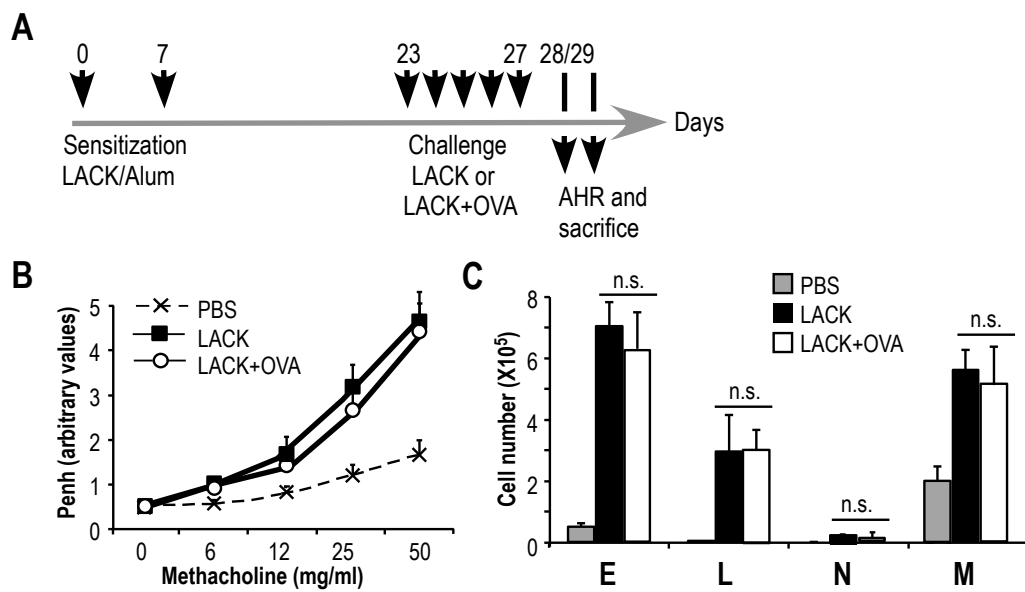 A
0 7 23 27 28/29
Days
Sensitization
LACK/Alum
Challenge
LACK or
LACK+OVA
AHR and
sacrifice
B
PBS
LACK
LACK+OVA
Penh (arbitrary values)
5
4
3
2
1
0
0 6 12 25 50
Methacholine (mg/ml)
C
PBS
LACK
LACK+OVA
n.s.
n.s.
n.s.
n.s.
Cell number (X10⁵)
8
6
4
2
0
E L N M